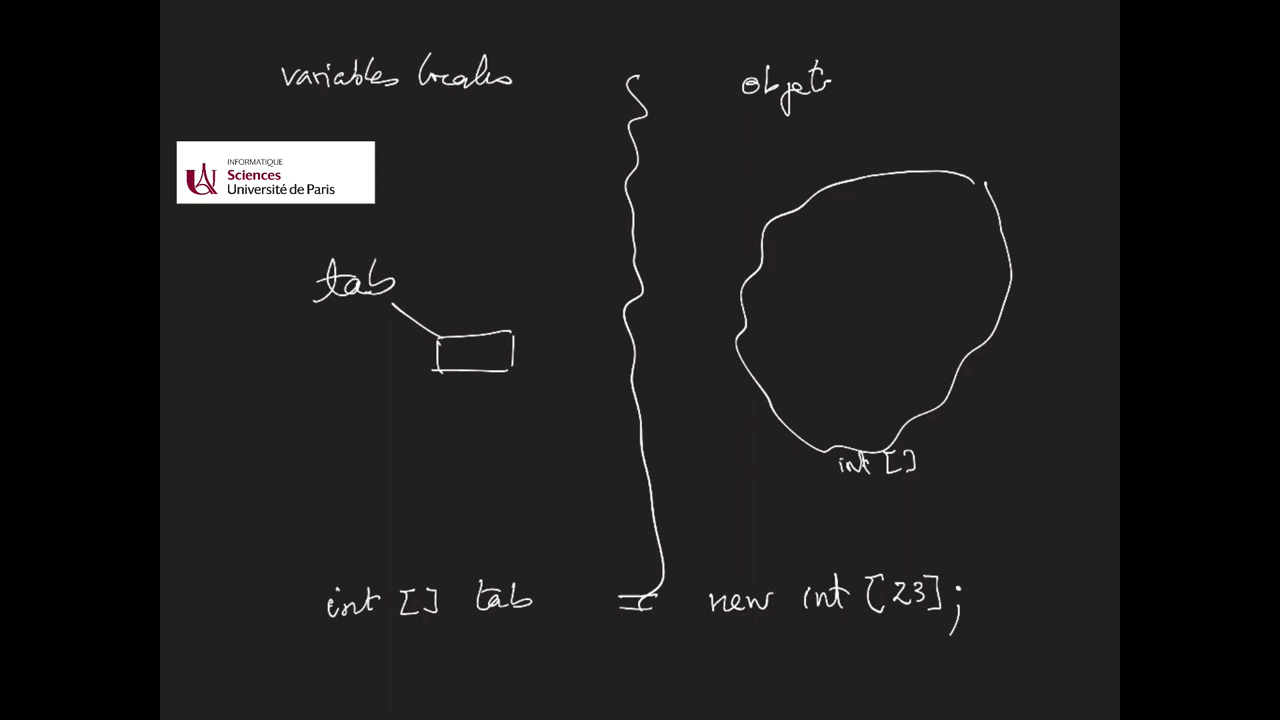 variables locales
objets
INFORMATIQUE
Sciences
Université de Paris
tab
int []
int [] tab = new int [23];